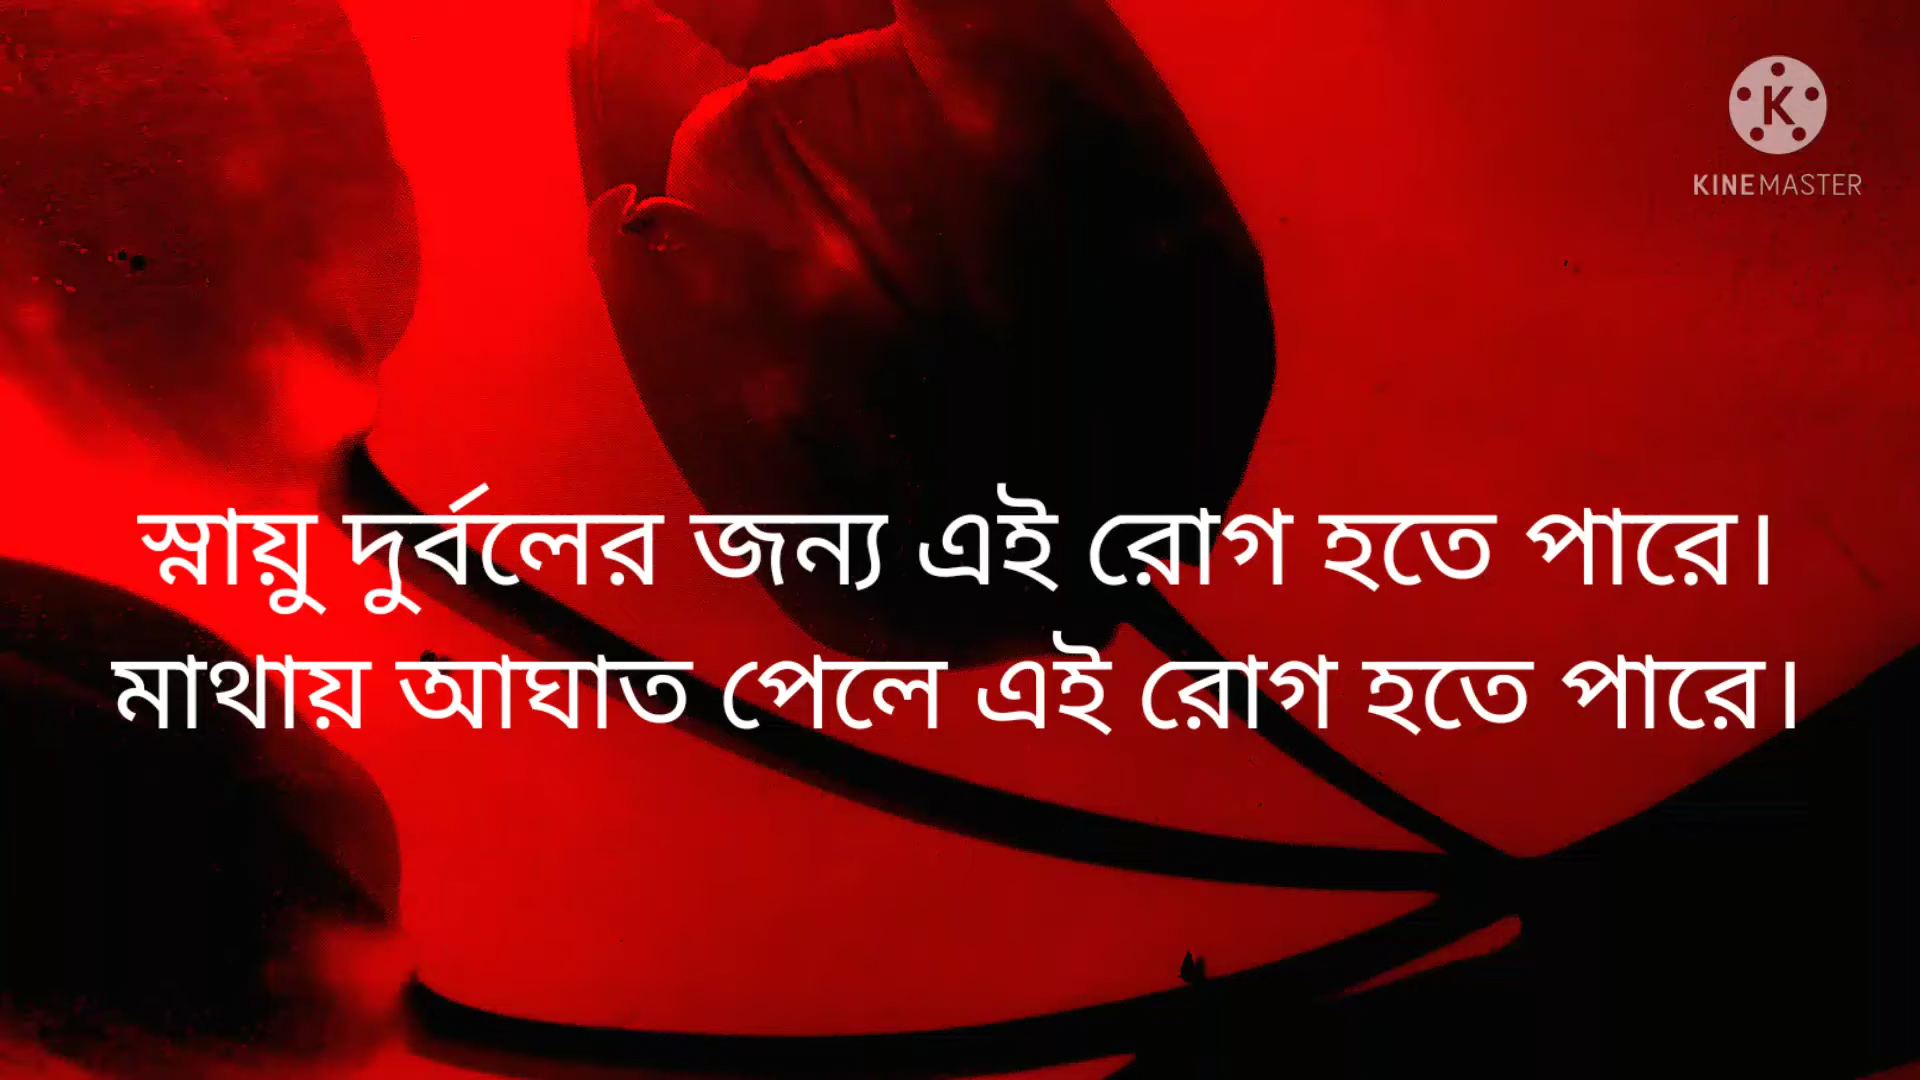 KINEMASTER
স্নায়ু দুর্বলের জন্য এই রোগ হতে পারে।
মাথায় আঘাত পেলে এই রোগ হতে পারে।